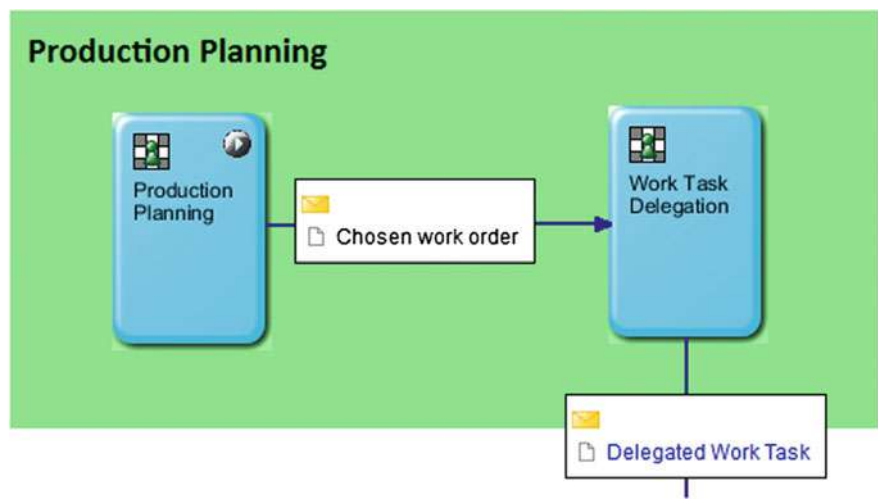 Production Planning
Production
Planning
Chosen work order
Work Task
Delegation
Delegated Work Task